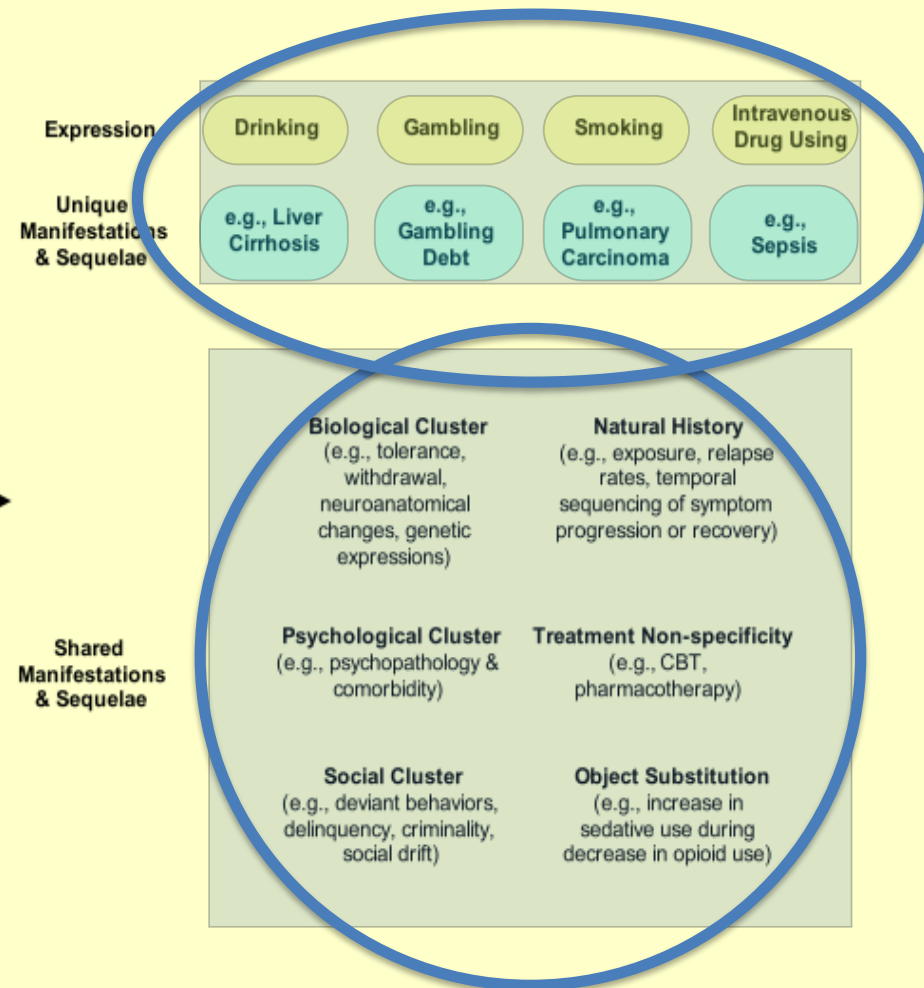 Expression
Drinking
Gambling
Smoking
Intravenous
Drug Using
Unique
Manifestations
& Sequelae
e.g., Liver
Cirrhosis
e.g.,
Gambling
Debt
e.g.,
Pulmonary
Carcinoma
e.g.,
Sepsis
Shared
Manifestations
& Sequelae
Biological Cluster
(e.g., tolerance,
withdrawal,
neuroanatomical
changes, genetic
expressions)
Natural History
(e.g., exposure, relapse
rates, temporal
sequencing of symptom
progression or recovery)
Psychological Cluster
(e.g., psychopathology &
comorbidity)
Treatment Non-specificity
(e.g., CBT,
pharmacotherapy)
Social Cluster
(e.g., deviant behaviors,
delinquency, criminality,
social drift)
Object Substitution
(e.g., increase in
sedative use during
decrease in opioid use)